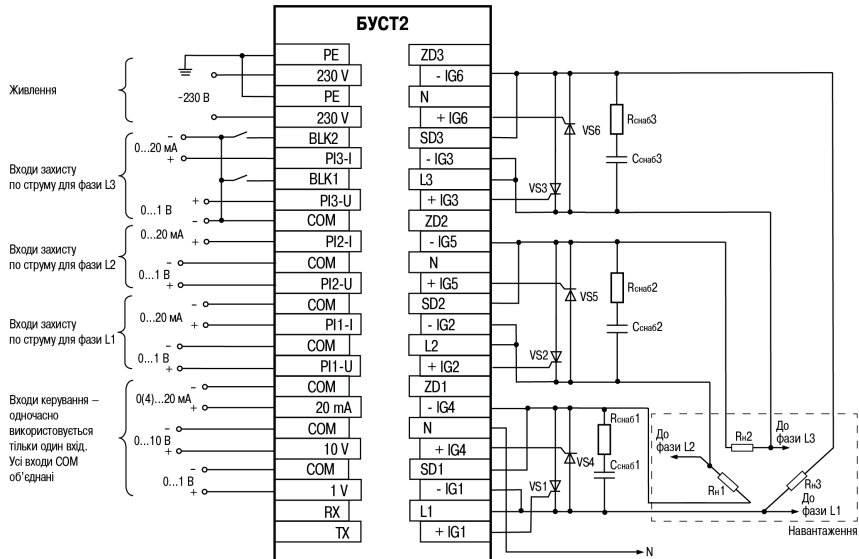 БУСТ2
Живлення
~230 В
PE
230 V
PE
230 V
Входи захисту
по струму для фази L3
–
0...20 мА
+
0...1 В
+
–
BLK2
PI3-I
BLK1
PI3-U
COM
Входи захисту
по струму для фази L2
0...20 мА
+
–
0...1 В
+
PI2-I
COM
PI2-U
Входи захисту
по струму для фази L1
–
0...20 мА
+
–
0...1 В
+
COM
PI1-I
COM
PI1-U
Входи керування –
одночасно
використовується
тільки один вхід.
Усі входи COM
об’єднані
–
0(4)...20 мА
+
–
0...10 В
+
–
0...1 В
+
COM
20 mA
COM
10 V
COM
1 V
RX
TX
ZD3
- IG6
N
+ IG6
SD3
- IG3
L3
+ IG3
ZD2
- IG5
N
+ IG5
SD2
- IG2
L2
+ IG2
ZD1
- IG4
N
+ IG4
SD1
- IG1
L1
+ IG1
VS6
VS3
Rснаб3
Cснаб3
VS5
VS2
Rснаб2
Cснаб2
VS4
VS1
Rснаб1
Cснаб1
До
фази L2
Rн2
До
фази L3
Rн1
Rн3
До
фази L1
Навантаження
N